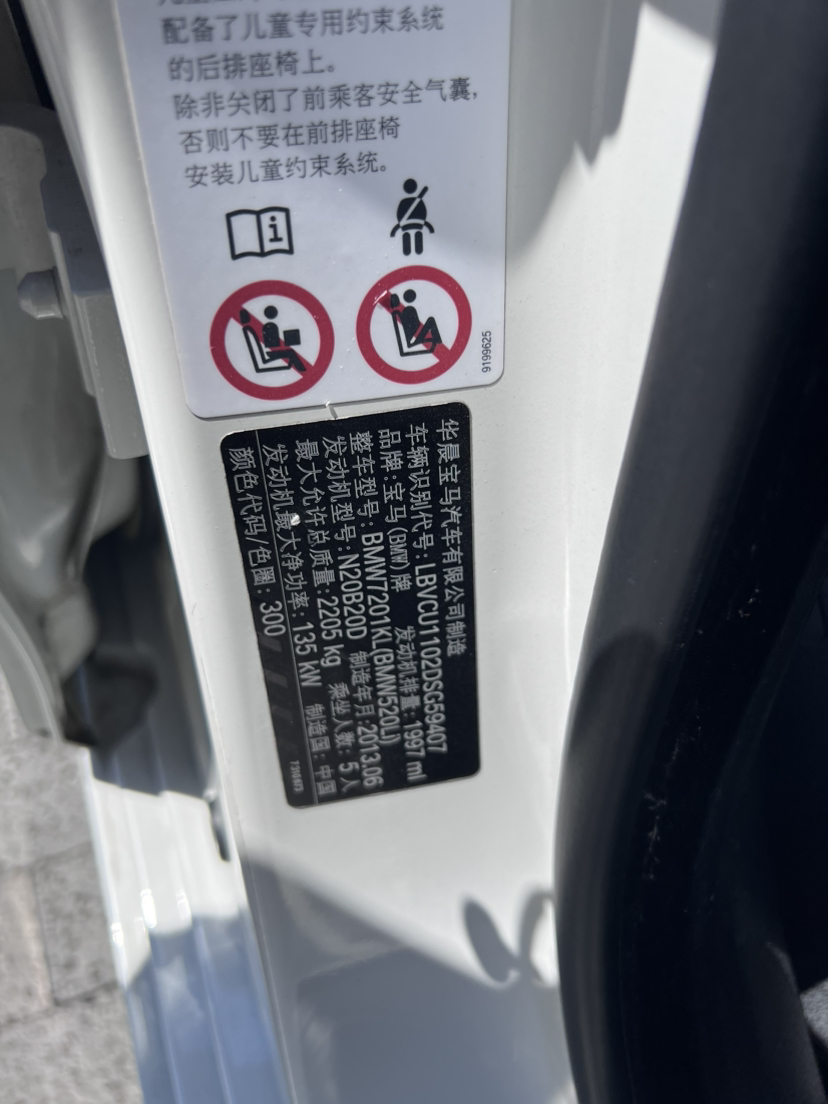 配备了儿童专用约束系统
的后排座椅上。
除非关闭了前乘客安全气囊，
否则不要在前排座椅
安装儿童约束系统。
9199625
华晨宝马汽车有限公司制造
车辆识别代号:LBVCU1102DSG59407
品牌:宝马(BMW)牌 发动机排量:1997 ml
整车型号:BMW7201KL(BMW520Li)
发动机型号:N20B20D 制造年月:2013.06
最大允许总质量:2205 kg 乘坐人数:5人
发动机最大净功率:135 kW 制造国:中国
颜色代码/色圈:300